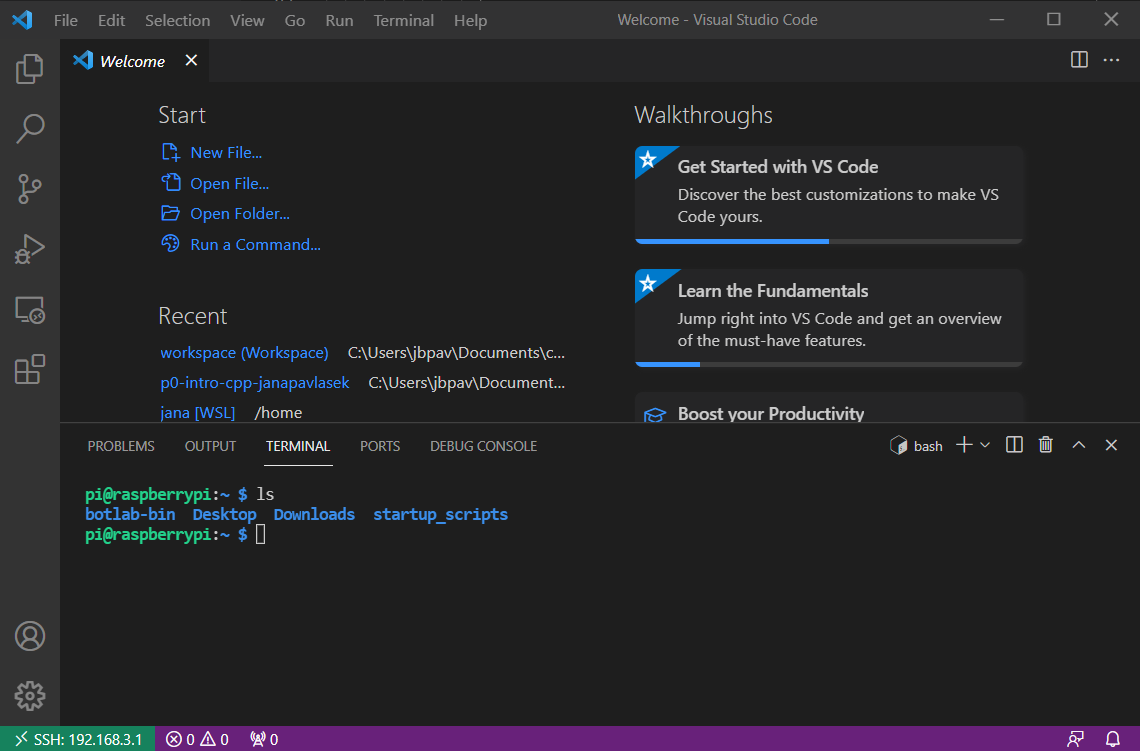 File Edit Selection View Go Run Terminal Help Welcome - Visual Studio Code
Welcome
Start
New File...
Open File...
Open Folder...
Run a Command...
Recent
workspace (Workspace) C:\Users\jbpav\Documents\c...
p0-intro-cpp-janapavlasek C:\Users\jbpav\Document...
jana [WSL] /home
Walkthroughs
Get Started with VS Code
Discover the best customizations to make VS
Code yours.
Learn the Fundamentals
Jump right into VS Code and get an overview
of the must-have features.
Boost your Productivity
PROBLEMS OUTPUT TERMINAL PORTS DEBUG CONSOLE bash
pi@raspberrypi:~ $ ls
botlab-bin Desktop Downloads startup_scripts
pi@raspberrypi:~ $
SSH: 192.168.3.1 0 0 0